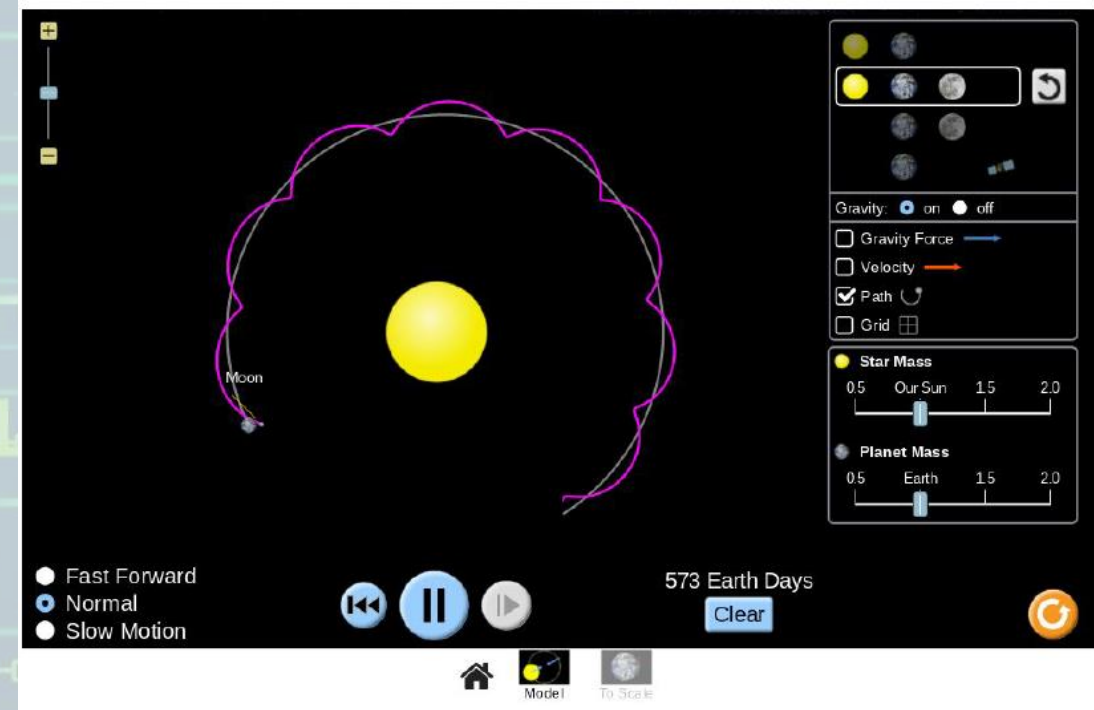 Gravity: on off
Gravity Force
Velocity
Path
Grid
Star Mass
0.5 Our Sun 1.5 2.0
Planet Mass
0.5 Earth 1.5 2.0
Moon
Fast Forward
Normal
Slow Motion
573 Earth Days
Clear
Model
To Scale